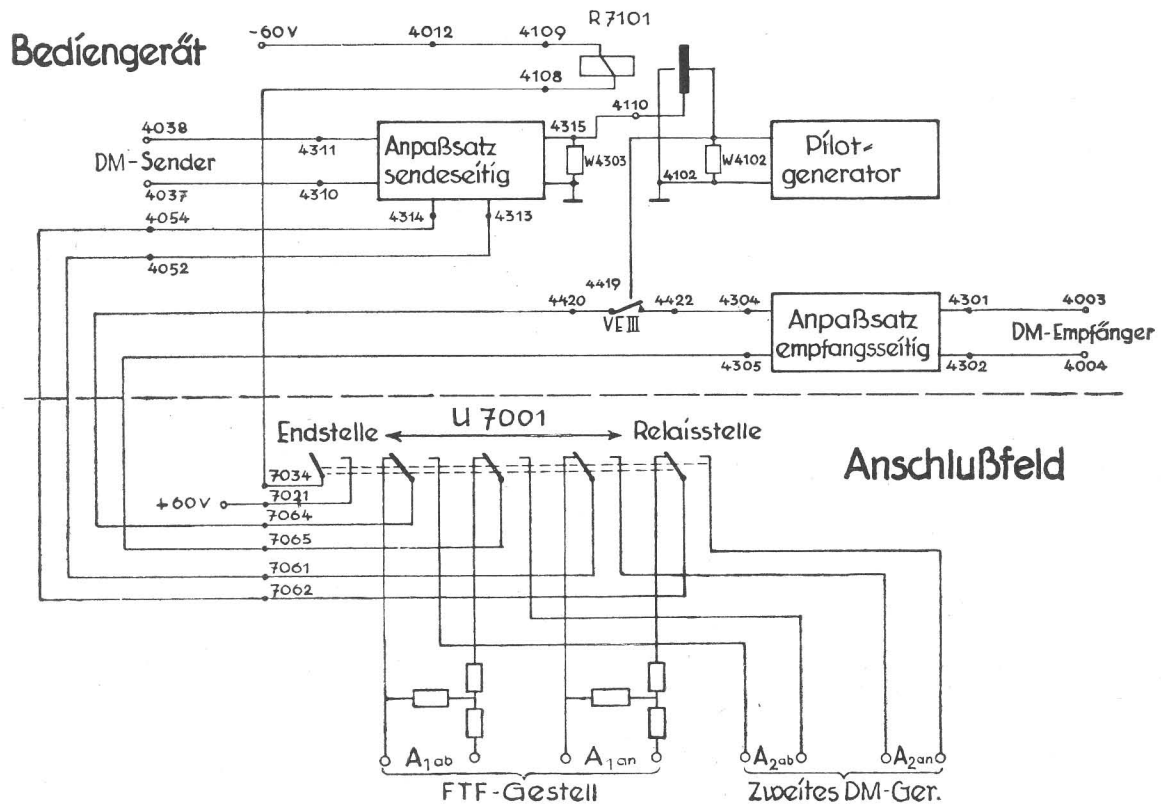 R 7101
-60V
4012
4109
Bediengerät
4108
4110
4038
4315
4311
Anpaßsatz
sendeseitig
W4303
W4102
Pilot=
generator
DM-Sender
4310
4102
4037
4054
4314
4313
4052
4419
4420
4422
4304
4301
4003
VE III
Anpaßsatz
empfangsseitig
DM-Empfänger
4305
4302
4004
U 7001
Endstelle
Relaisstelle
Anschlußfeld
7034
7021
+60V
7064
7065
7061
7062
A1ab
A1an
A2ab
A2an
FTF-Gestell
Zweites DM-Ger.